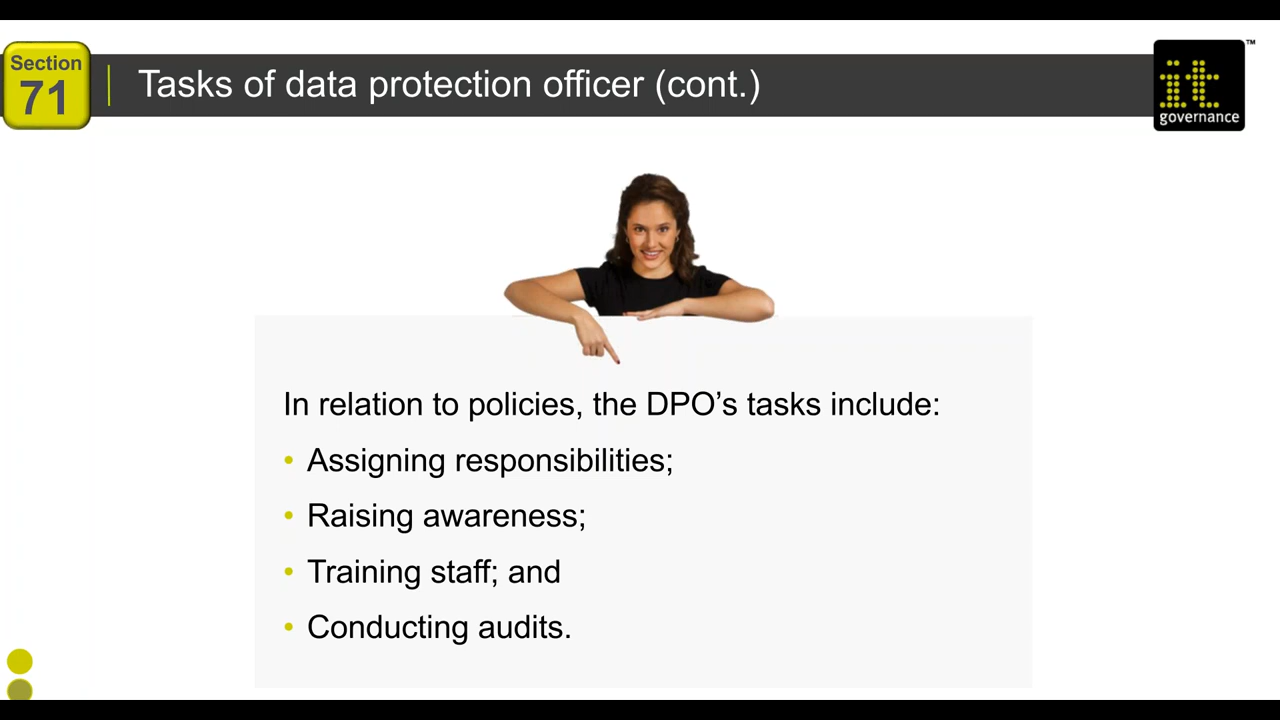 Section
71
Tasks of data protection officer (cont.)
it
governance
™
In relation to policies, the DPO’s tasks include:
• Assigning responsibilities;
• Raising awareness;
• Training staff; and
• Conducting audits.